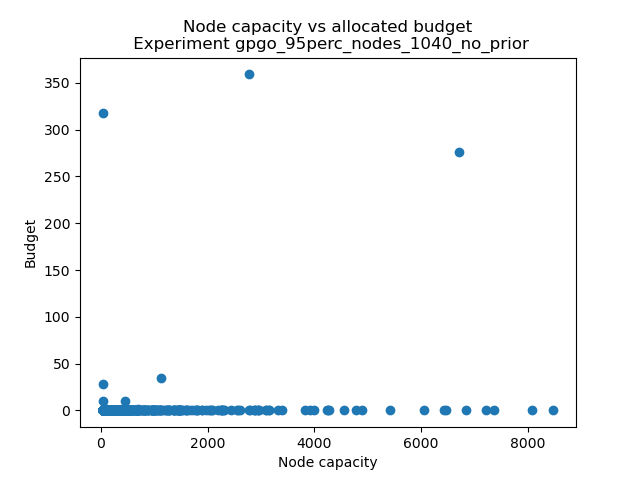 Node capacity vs allocated budget
Experiment gpgo_95perc_nodes_1040_no_prior
350
300
250
200
150
100
50
0
Budget
0 2000 4000 6000 8000
Node capacity